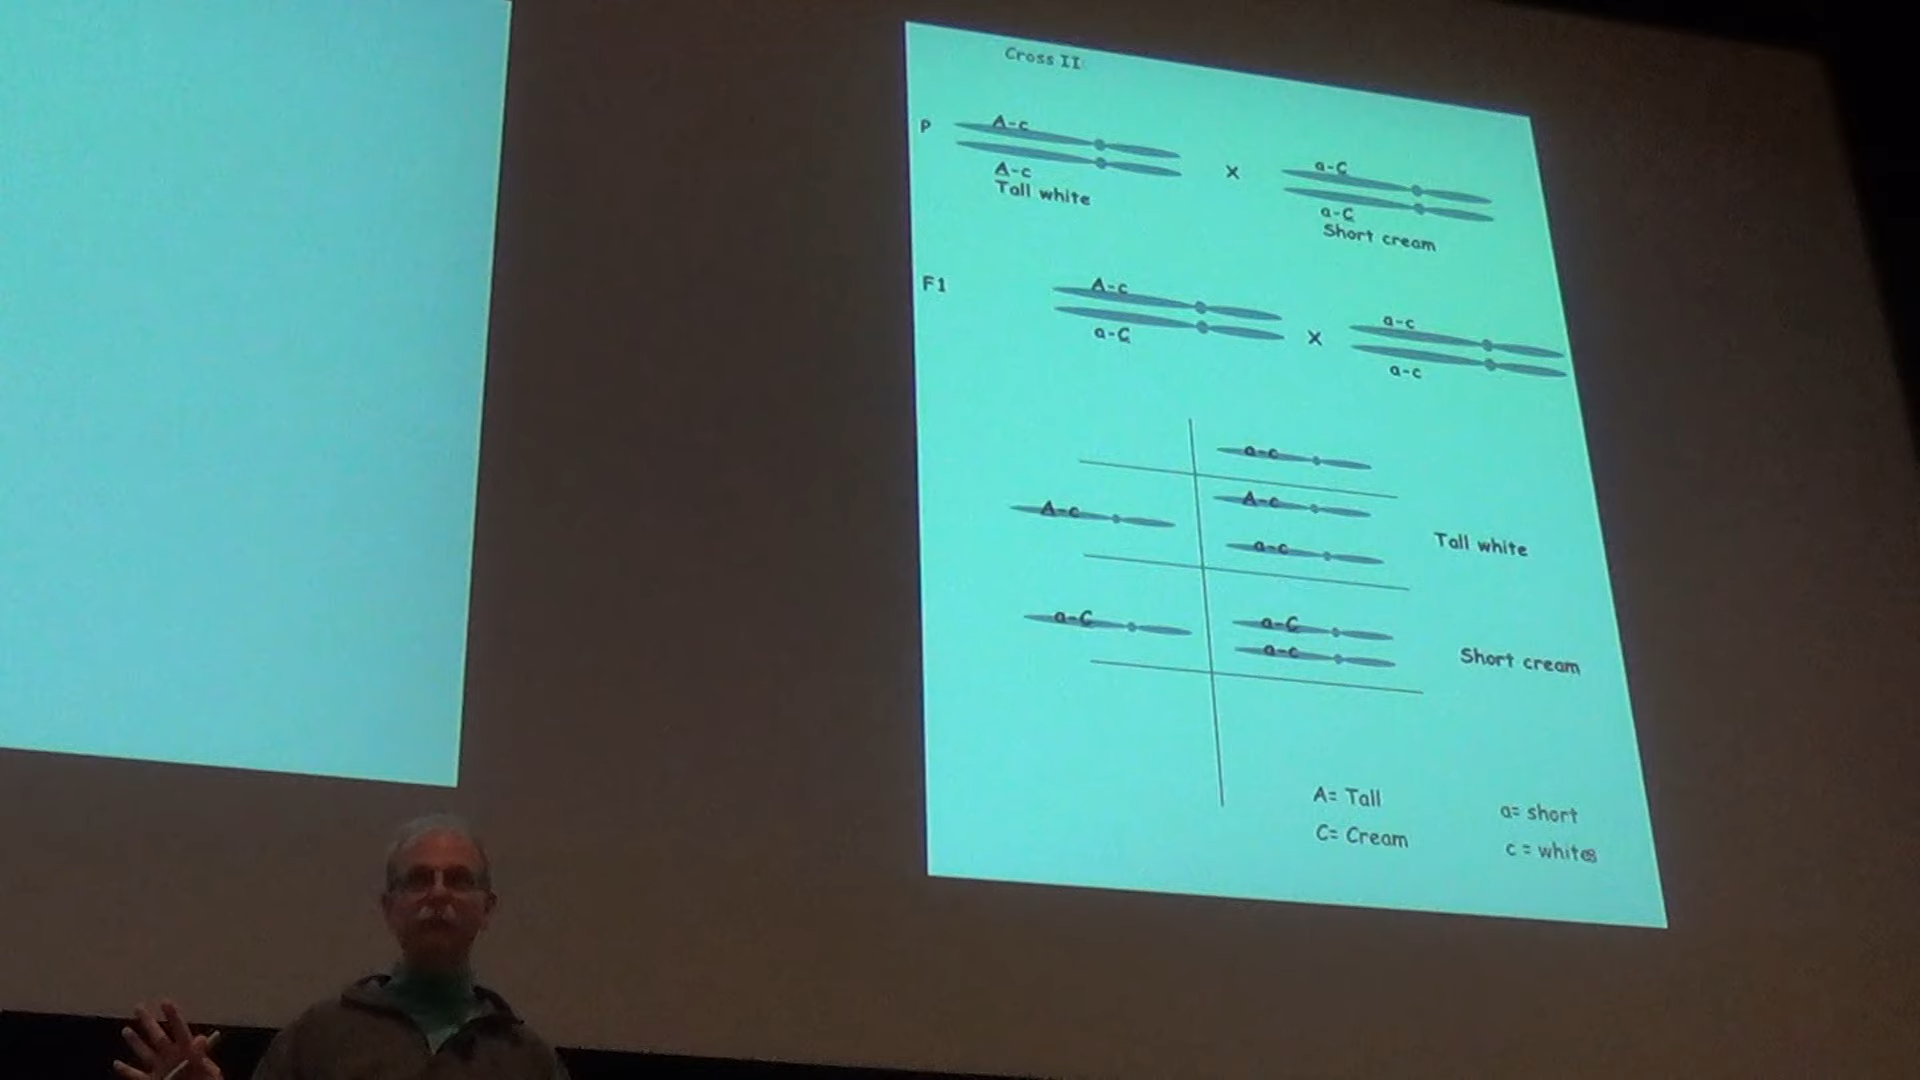 Cross II
P
A-c
A-c
Tall white
X
a-C
a-C
Short cream
F1
A-c
a-C
X
a-c
a-c
a-c
A-c
A-c
a-c
Tall white
a-C
a-C
a-c
Short cream
A= Tall
a= short
C= Cream
c = white